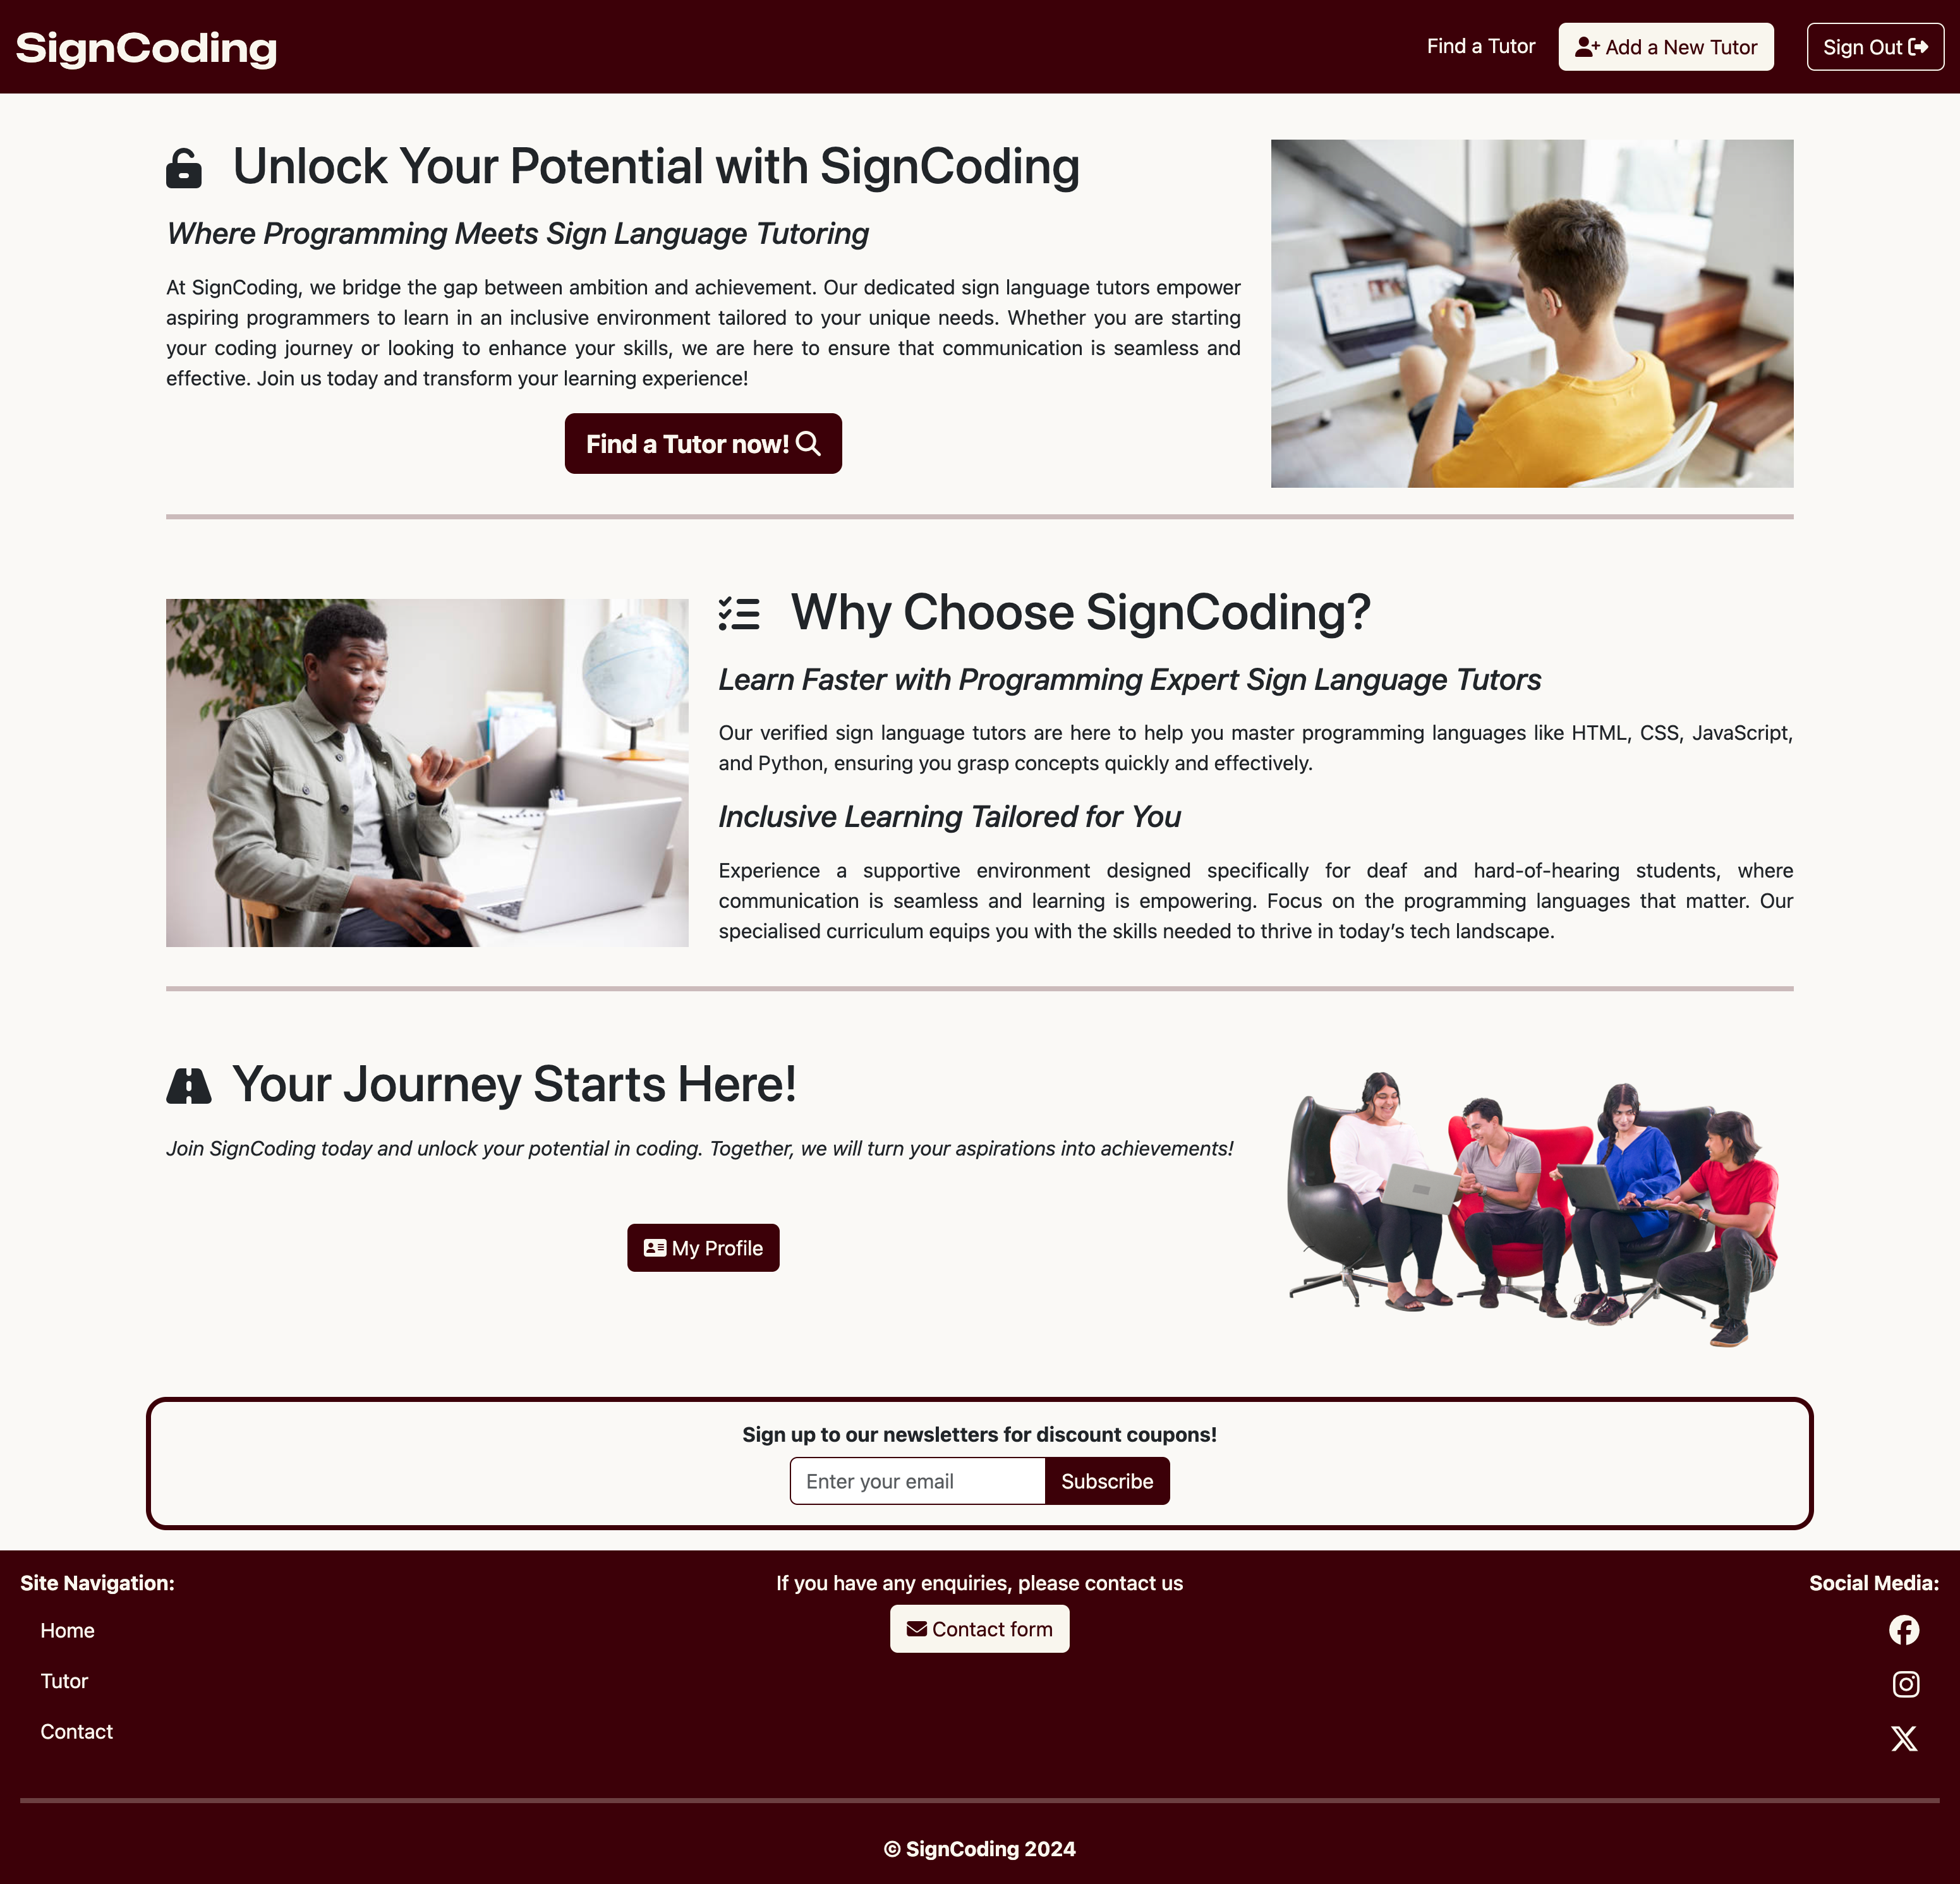 SignCoding
Find a Tutor
Add a New Tutor
Sign Out
Unlock Your Potential with SignCoding
Where Programming Meets Sign Language Tutoring
At SignCoding, we bridge the gap between ambition and achievement. Our dedicated sign language tutors empower
aspiring programmers to learn in an inclusive environment tailored to your unique needs. Whether you are starting
your coding journey or looking to enhance your skills, we are here to ensure that communication is seamless and
effective. Join us today and transform your learning experience!
Find a Tutor now!
Why Choose SignCoding?
Learn Faster with Programming Expert Sign Language Tutors
Our verified sign language tutors are here to help you master programming languages like HTML, CSS, JavaScript,
and Python, ensuring you grasp concepts quickly and effectively.
Inclusive Learning Tailored for You
Experience a supportive environment designed specifically for deaf and hard-of-hearing students, where
communication is seamless and learning is empowering. Focus on the programming languages that matter. Our
specialised curriculum equips you with the skills needed to thrive in today’s tech landscape.
Your Journey Starts Here!
Join SignCoding today and unlock your potential in coding. Together, we will turn your aspirations into achievements!
My Profile
Sign up to our newsletters for discount coupons!
Enter your email
Subscribe
Site Navigation:
Home
Tutor
Contact
If you have any enquiries, please contact us
Contact form
Social Media:
© SignCoding 2024